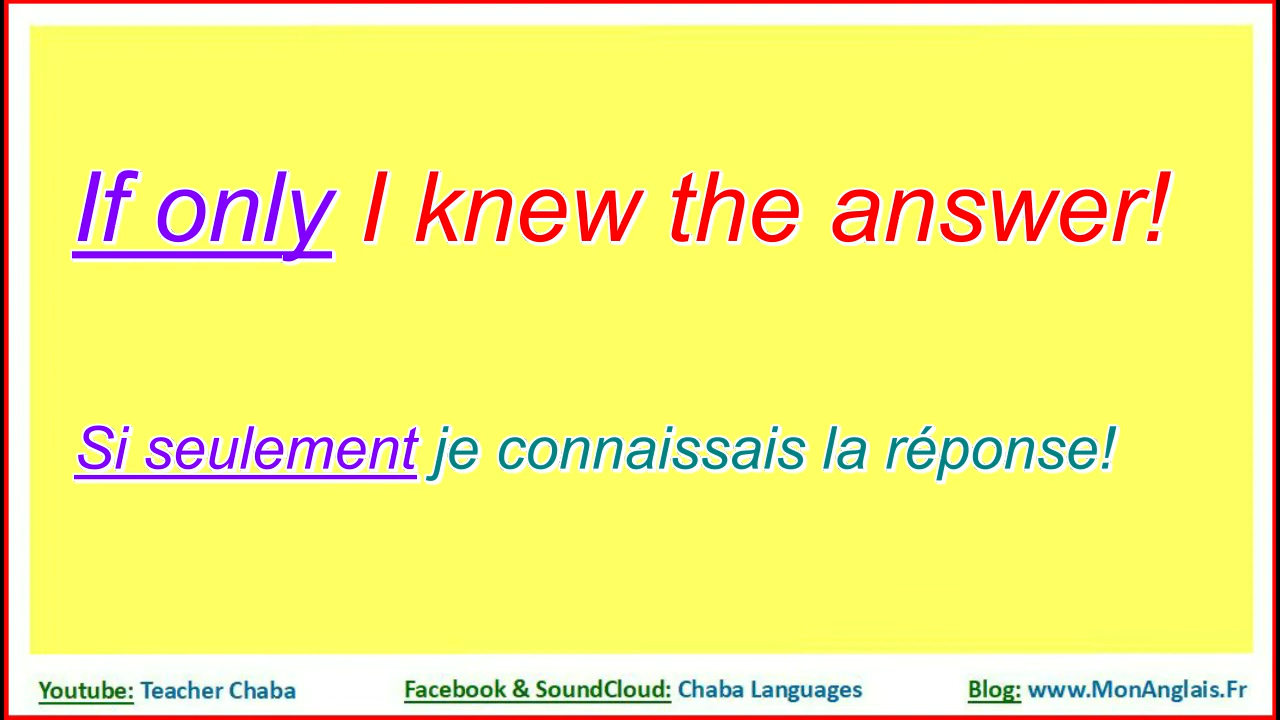 If only I knew the answer!
Si seulement je connaissais la réponse!
Youtube: Teacher Chaba Facebook & SoundCloud: Chaba Languages Blog: www.MonAnglais.Fr